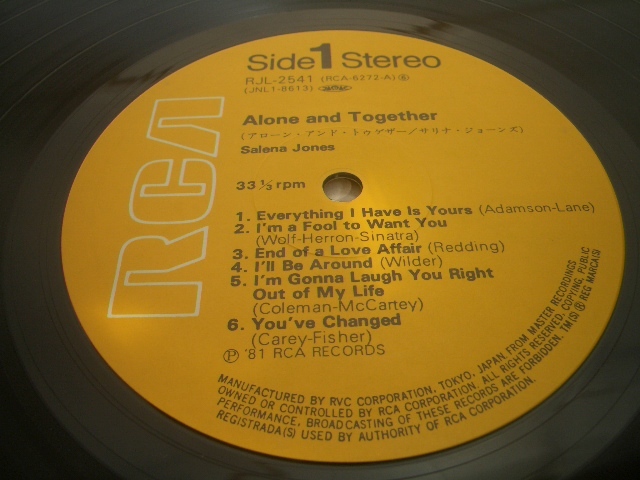 Side 1 Stereo
RJL-2541 (RCA-6272-A) Ⓡ
(JNL1-8613)
RCA
Alone and Together
(アローン・アンド・トゥゲザー/サリナ・ジョーンズ)
Salena Jones
33 ⅓ rpm
1. Everything I Have Is Yours (Adamson-Lane)
2. I'm a Fool to Want You
(Wolf-Herron-Sinatra)
3. End of a Love Affair (Redding)
4. I'll Be Around (Wilder)
5. I'm Gonna Laugh You Right
Out of My Life
(Coleman-McCartey)
6. You've Changed
(Carey-Fisher)
Ⓟ '81 RCA RECORDS
MANUFACTURED BY RVC CORPORATION, TOKYO, JAPAN FROM MASTER RECORDINGS
OWNED OR CONTROLLED BY RCA CORPORATION. ALL RIGHTS RESERVED. COPYING, PUBLIC
PERFORMANCE, BROADCASTING OF THESE RECORDS ARE FORBIDDEN. TM(S) ® REG MARCA(S)
REGISTRADA(S) USED BY AUTHORITY OF RCA CORPORATION.